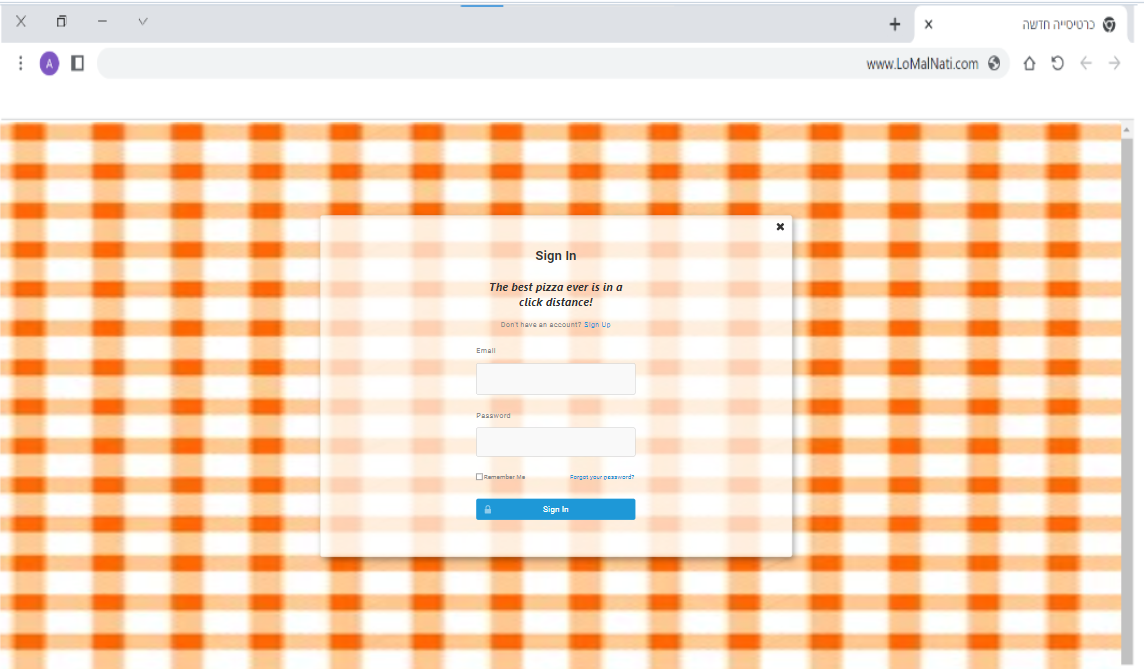 כרטיסייה חדשה
A
www.LoMalNati.com
Sign In
The best pizza ever is in a
click distance!
Don't have an account? Sign Up
Email
Password
Remember Me
Forgot your password?
Sign In